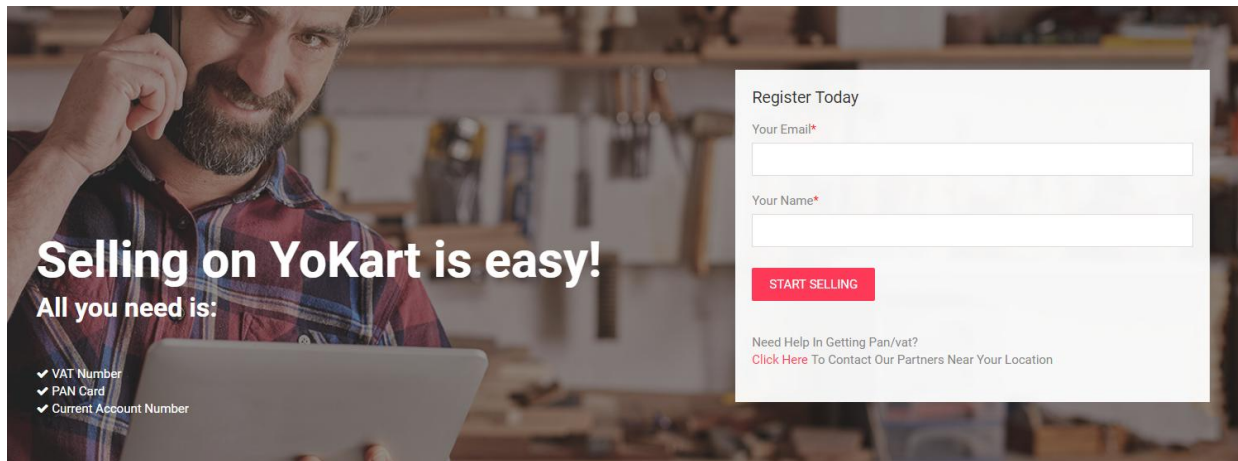 Selling on YoKart is easy!
All you need is:
✔ VAT Number
✔ PAN Card
✔ Current Account Number
Register Today
Your Email*
Your Name*
START SELLING
Need Help In Getting Pan/vat?
Click Here To Contact Our Partners Near Your Location